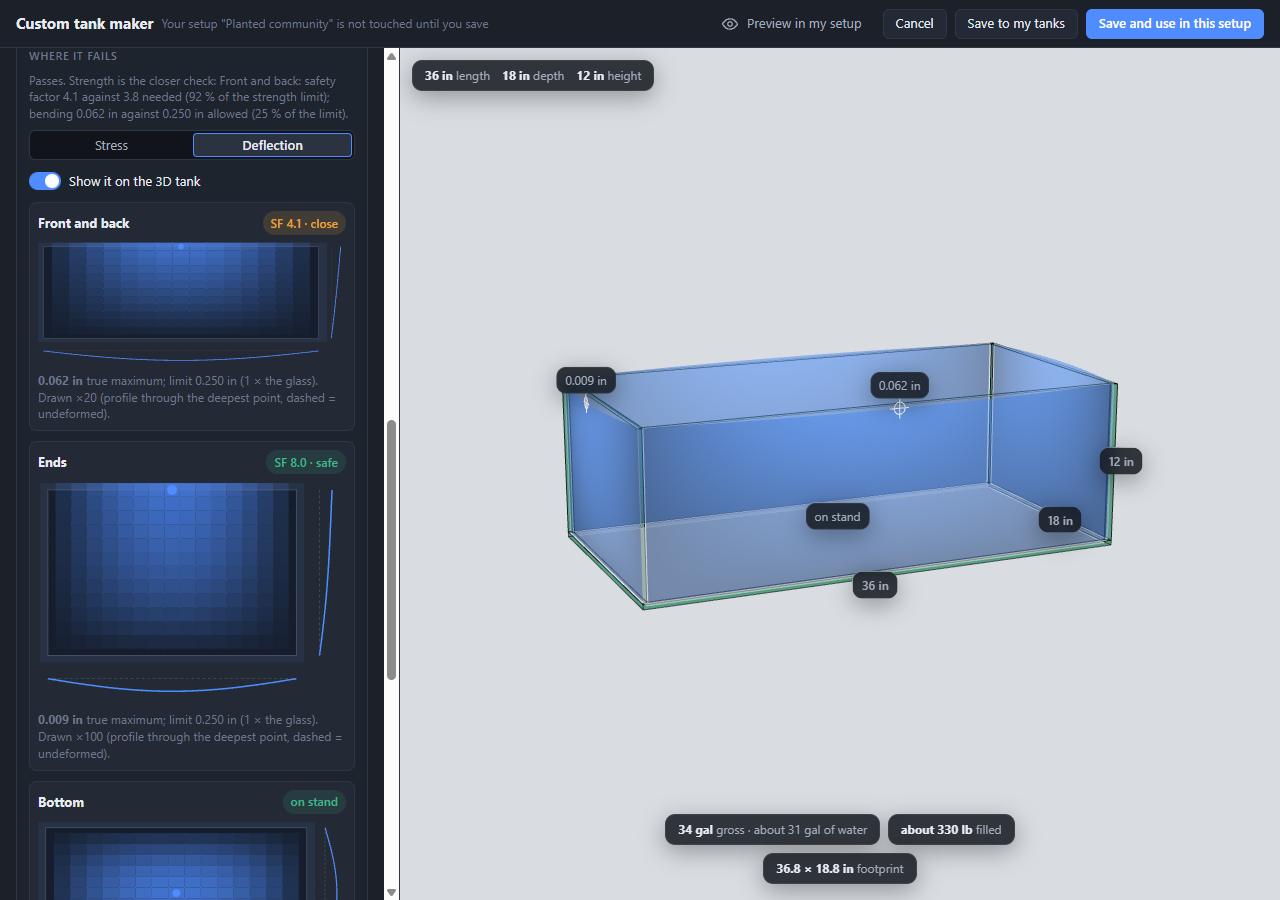 Custom tank maker
Your setup "Planted community" is not touched until you save
Preview in my setup
Cancel
Save to my tanks
Save and use in this setup
WHERE IT FAILS
Passes. Strength is the closer check: Front and back: safety
factor 4.1 against 3.8 needed (92 % of the strength limit);
bending 0.062 in against 0.250 in allowed (25 % of the limit).
Stress
Deflection
Show it on the 3D tank
Front and back
SF 4.1 · close
0.062 in true maximum; limit 0.250 in (1 × the glass).
Drawn ×20 (profile through the deepest point, dashed =
undeformed).
Ends
SF 8.0 · safe
0.009 in true maximum; limit 0.250 in (1 × the glass).
Drawn ×100 (profile through the deepest point, dashed =
undeformed).
Bottom
on stand
36 in length 18 in depth 12 in height
0.009 in
0.062 in
12 in
on stand
18 in
36 in
34 gal gross · about 31 gal of water
about 330 lb filled
36.8 × 18.8 in footprint